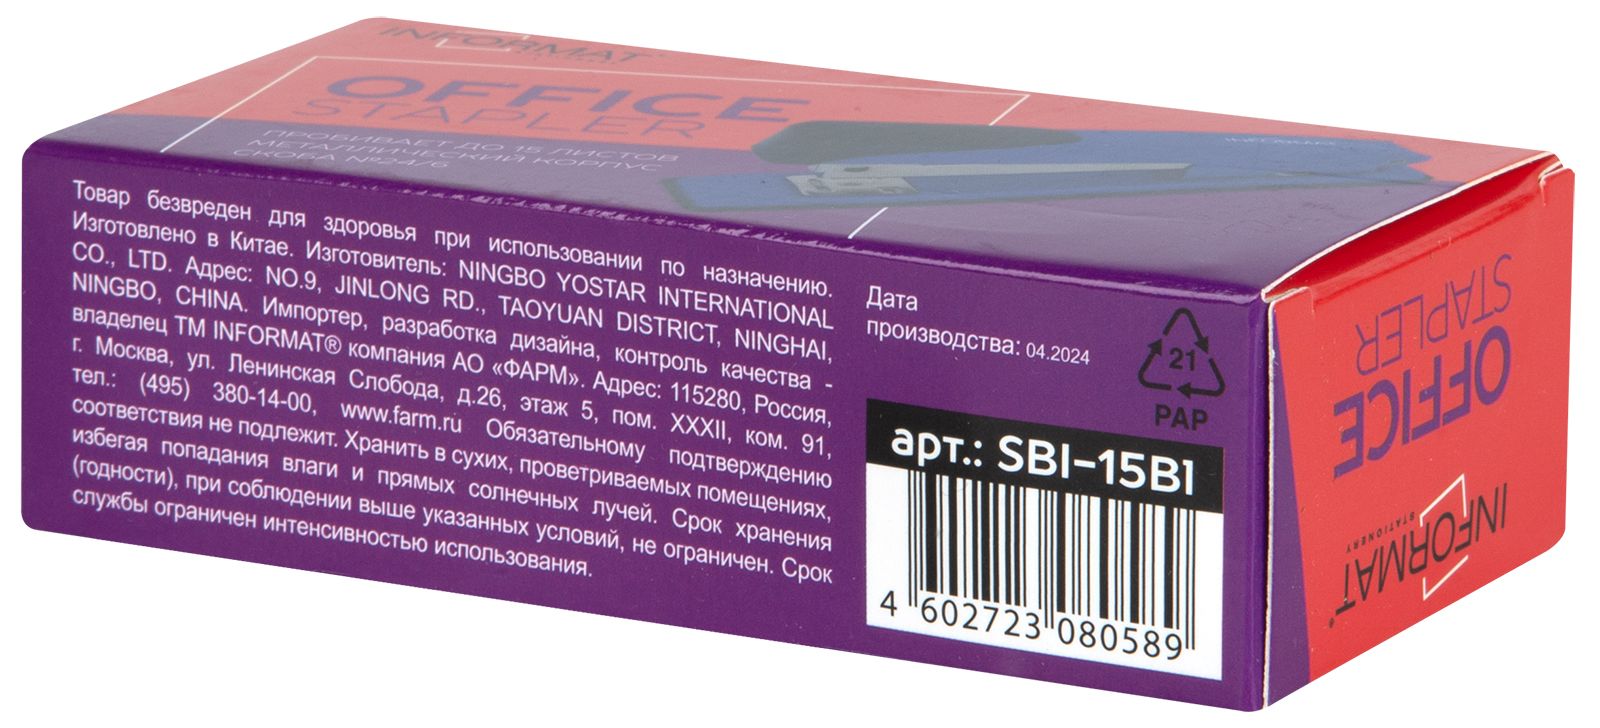 INFORMAT
OFFICE
STAPLER
ПРОБИВАЕТ ДО 15 ЛИСТОВ
МЕТАЛЛИЧЕСКИЙ КОРПУС
СКОБА №24/6
INFORMAT
Товар безвреден для здоровья при использовании по назначению.
Изготовлено в Китае. Изготовитель: NINGBO YOSTAR INTERNATIONAL
CO., LTD. Адрес: NO.9, JINLONG RD., TAOYUAN DISTRICT, NINGHAI,
NINGBO, CHINA. Импортер, разработка дизайна, контроль качества -
владелец ТМ INFORMAT® компания АО «ФАРМ». Адрес: 115280, Россия,
г. Москва, ул. Ленинская Слобода, д.26, этаж 5, пом. XXXII, ком. 91,
тел.: (495) 380-14-00, www.farm.ru Обязательному подтверждению
соответствия не подлежит. Хранить в сухих, проветриваемых помещениях,
избегая попадания влаги и прямых солнечных лучей. Срок хранения
(годности), при соблюдении выше указанных условий, не ограничен. Срок
службы ограничен интенсивностью использования.
Дата
производства: 04.2024
21
PAP
арт.: SBI-15B1
4 602723 080589
OFFICE
STAPLER
INFORMAT®
STATIONERY